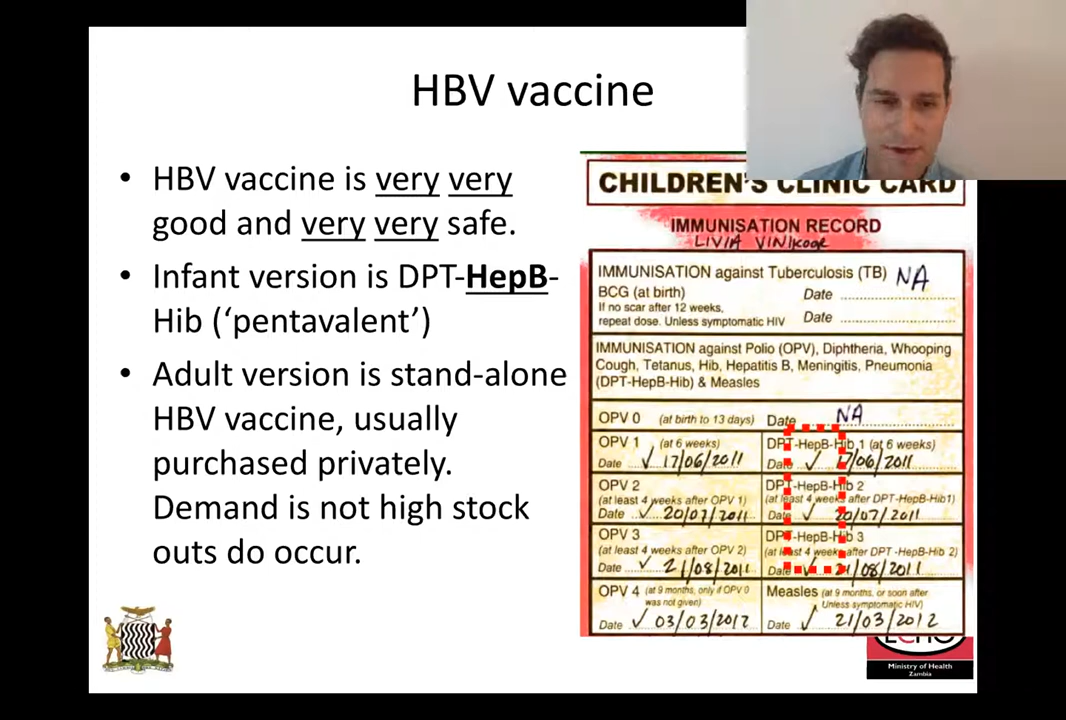 HBV vaccine
• HBV vaccine is very very
good and very very safe.
• Infant version is DPT-HepB-
Hib (‘pentavalent’)
• Adult version is stand-alone
HBV vaccine, usually
purchased privately.
Demand is not high stock
outs do occur.
CHILDREN'S CLINIC CARD
IMMUNISATION RECORD
LIVIA VINIKOOR
IMMUNISATION against Tuberculosis (TB) NA
BCG (at birth) Date
If no scar after 12 weeks,
repeat dose. Unless symptomatic HIV Date
IMMUNISATION against Polio (OPV), Diphtheria, Whooping
Cough, Tetanus, Hib, Hepatitis B, Meningitis, Pneumonia
(DPT-HepB-Hib) & Measles
OPV 0 (at birth to 13 days) Date NA
OPV 1 (at 6 weeks)
Date ✓ 17/06/2011
DPT-HepB-Hib 1 (at 6 weeks)
Date ✓ 17/06/2011
OPV 2
(at least 4 weeks after OPV 1)
Date ✓ 20/07/2011
DPT-HepB-Hib 2
(at least 4 weeks after DPT-HepB-Hib1)
Date ✓ 20/07/2011
OPV 3
(at least 4 weeks after OPV 2)
Date ✓ 21/08/2011
DPT-HepB-Hib 3
(at least 4 weeks after DPT -HepB-Hib 2)
Date ✓ 21/08/2011
OPV 4 (at 9 months, only if OPV 0
was not given)
Date ✓ 03/03/2012
Measles (at 9 months, or soon after
Unless symptomatic HIV)
Date ✓ 21/03/2012
ECHO
Ministry of Health
Zambia